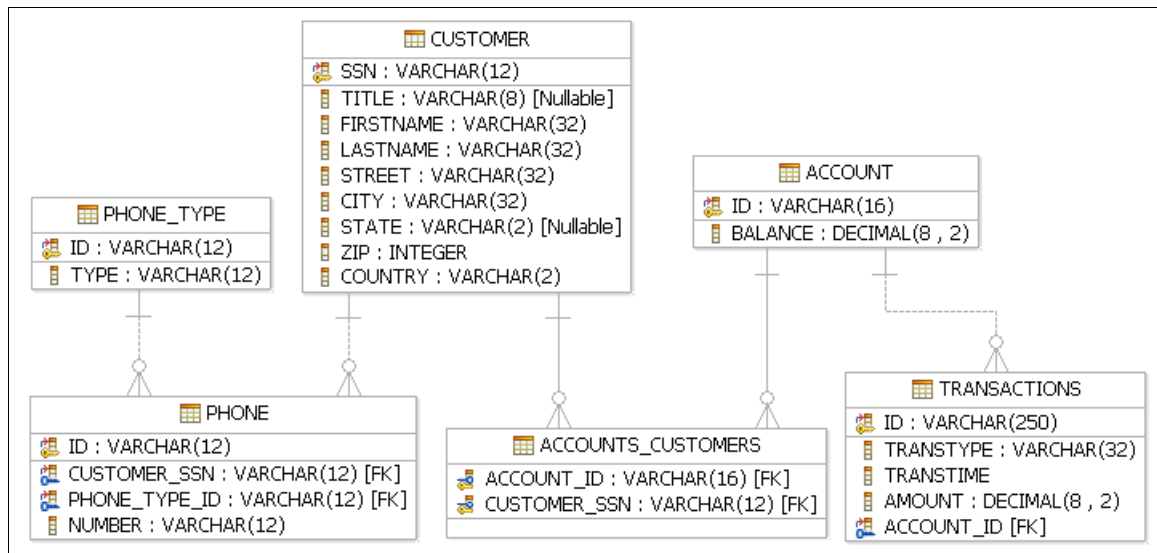 CUSTOMER
SSN : VARCHAR(12)
TITLE : VARCHAR(8) [Nullable]
FIRSTNAME : VARCHAR(32)
LASTNAME : VARCHAR(32)
STREET : VARCHAR(32)
CITY : VARCHAR(32)
STATE : VARCHAR(2) [Nullable]
ZIP : INTEGER
COUNTRY : VARCHAR(2)
ACCOUNT
ID : VARCHAR(16)
BALANCE : DECIMAL(8 , 2)
PHONE_TYPE
ID : VARCHAR(12)
TYPE : VARCHAR(12)
PHONE
ID : VARCHAR(12)
CUSTOMER_SSN : VARCHAR(12) [FK]
PHONE_TYPE_ID : VARCHAR(12) [FK]
NUMBER : VARCHAR(12)
ACCOUNTS_CUSTOMERS
ACCOUNT_ID : VARCHAR(16) [FK]
CUSTOMER_SSN : VARCHAR(12) [FK]
TRANSACTIONS
ID : VARCHAR(250)
TRANSTYPE : VARCHAR(32)
TRANSTIME
AMOUNT : DECIMAL(8 , 2)
ACCOUNT_ID [FK]